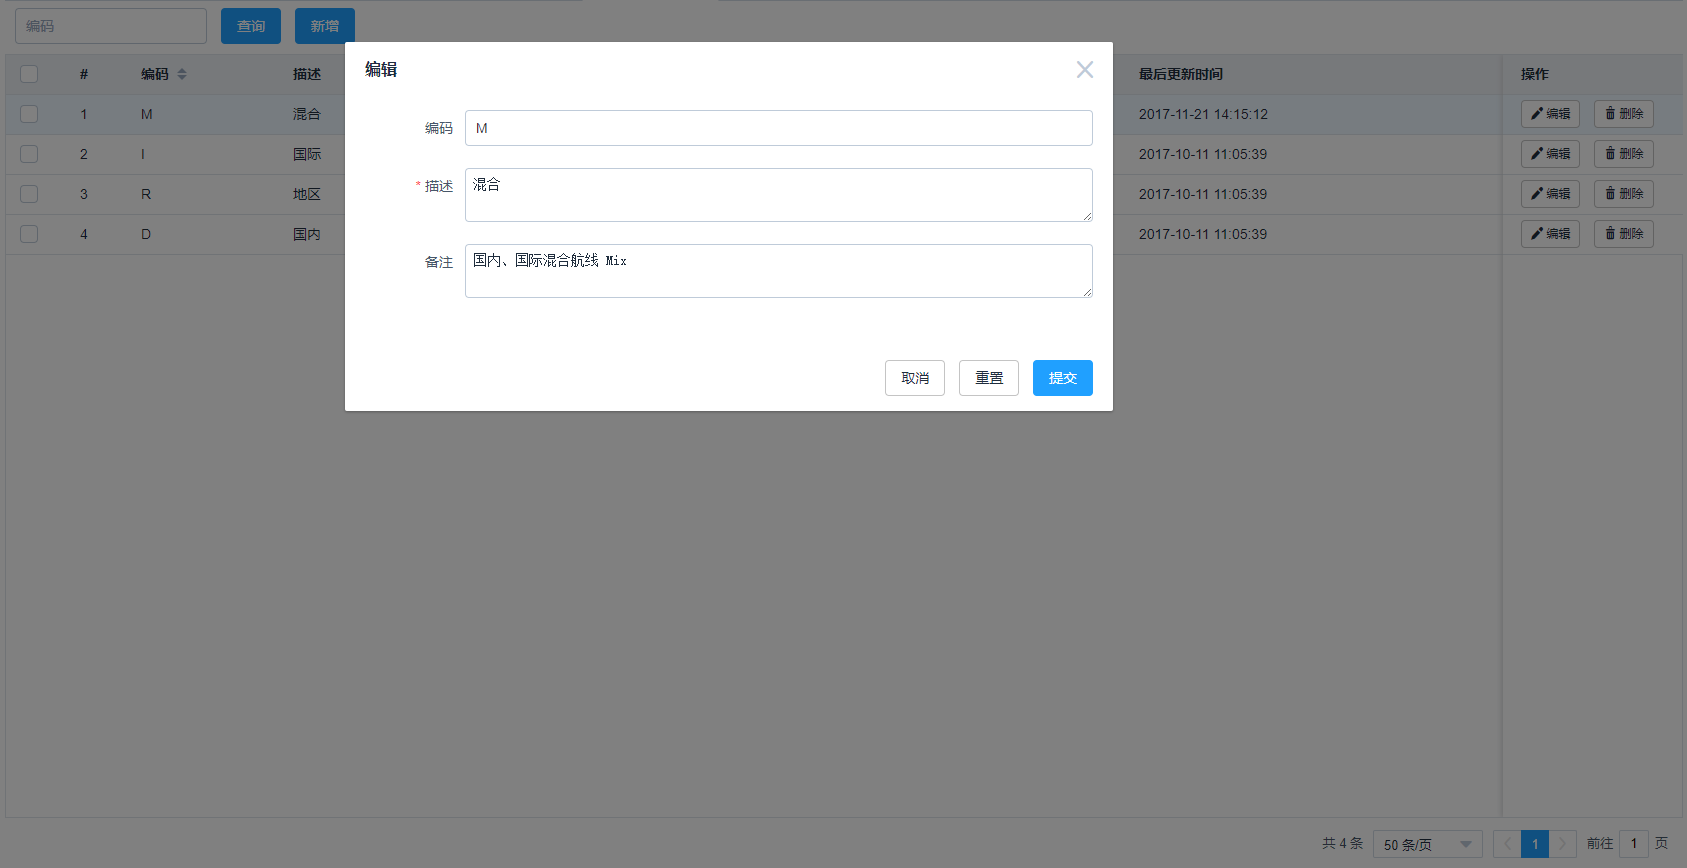 编码 查询 新增
# 编码 描述 最后更新时间 操作
1 M 混合 2017-11-21 14:15:12 编辑 删除
2 I 国际 2017-10-11 11:05:39 编辑 删除
3 R 地区 2017-10-11 11:05:39 编辑 删除
4 D 国内 2017-10-11 11:05:39 编辑 删除
编辑
编码 M
* 描述 混合
备注 国内、国际混合航线 Mix
取消 重置 提交
共 4 条 50 条/页 1 前往 1 页